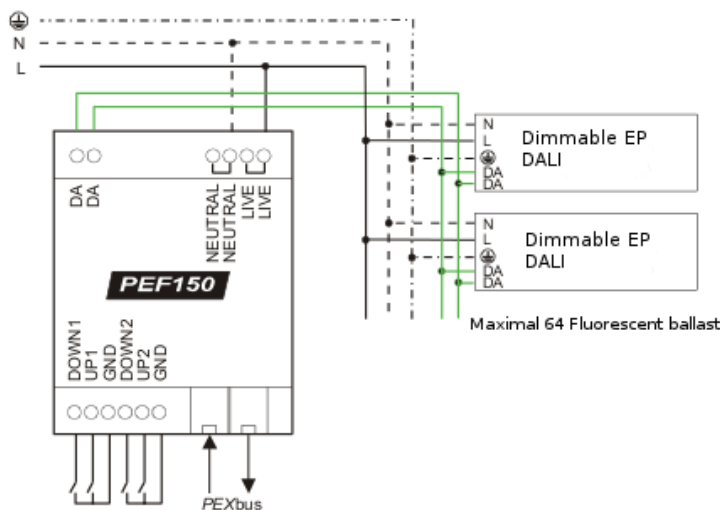 N
L
DA
DA
NEUTRAL
NEUTRAL
LIVE
LIVE
PEF150
DOWN1
UP1
GND
DOWN2
UP2
GND
PEXbus
N
L
DA
DA
Dimmable EP
DALI
N
L
DA
DA
Dimmable EP
DALI
Maximal 64 Fluorescent ballast